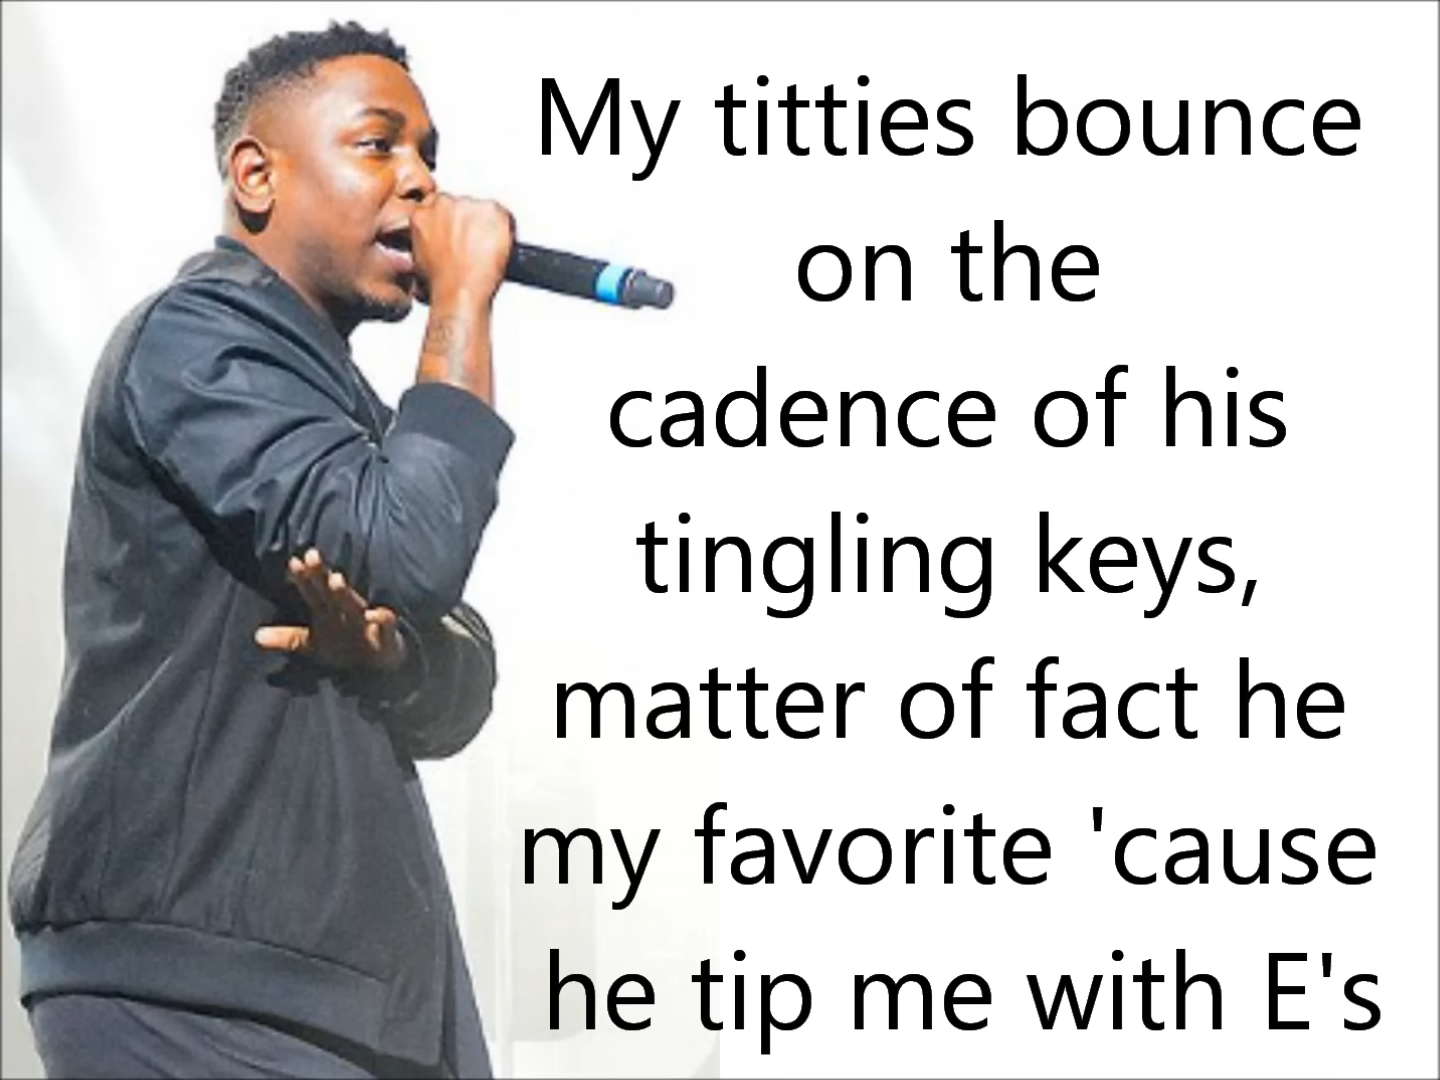 My titties bounce
on the
cadence of his
tingling keys,
matter of fact he
my favorite 'cause
he tip me with E's